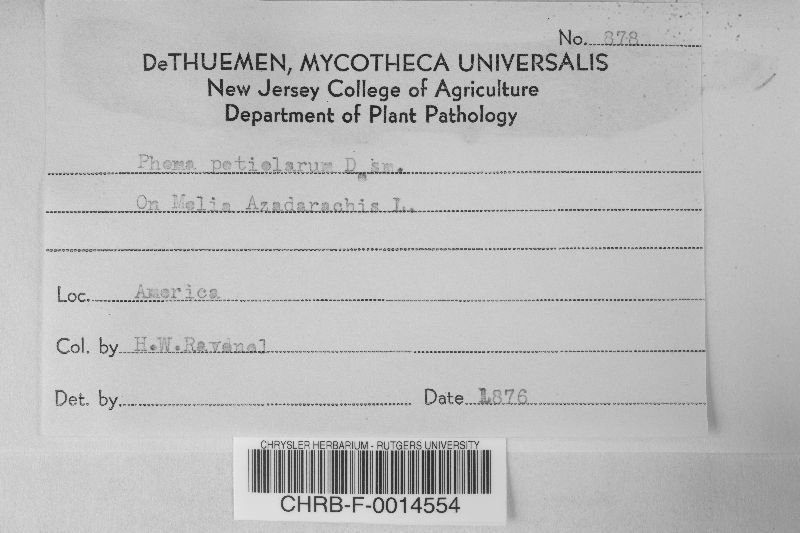 No. 878
DeTHUEMEN, MYCOTHECA UNIVERSALIS
New Jersey College of Agriculture
Department of Plant Pathology
Phoma petiolarum Desm.
On Melia Azadarachis L.
Loc. America
Col. by H.W.Ravenel
Det. by
Date 1876
CHRYSLER HERBARIUM - RUTGERS UNIVERSITY
CHRB-F-0014554